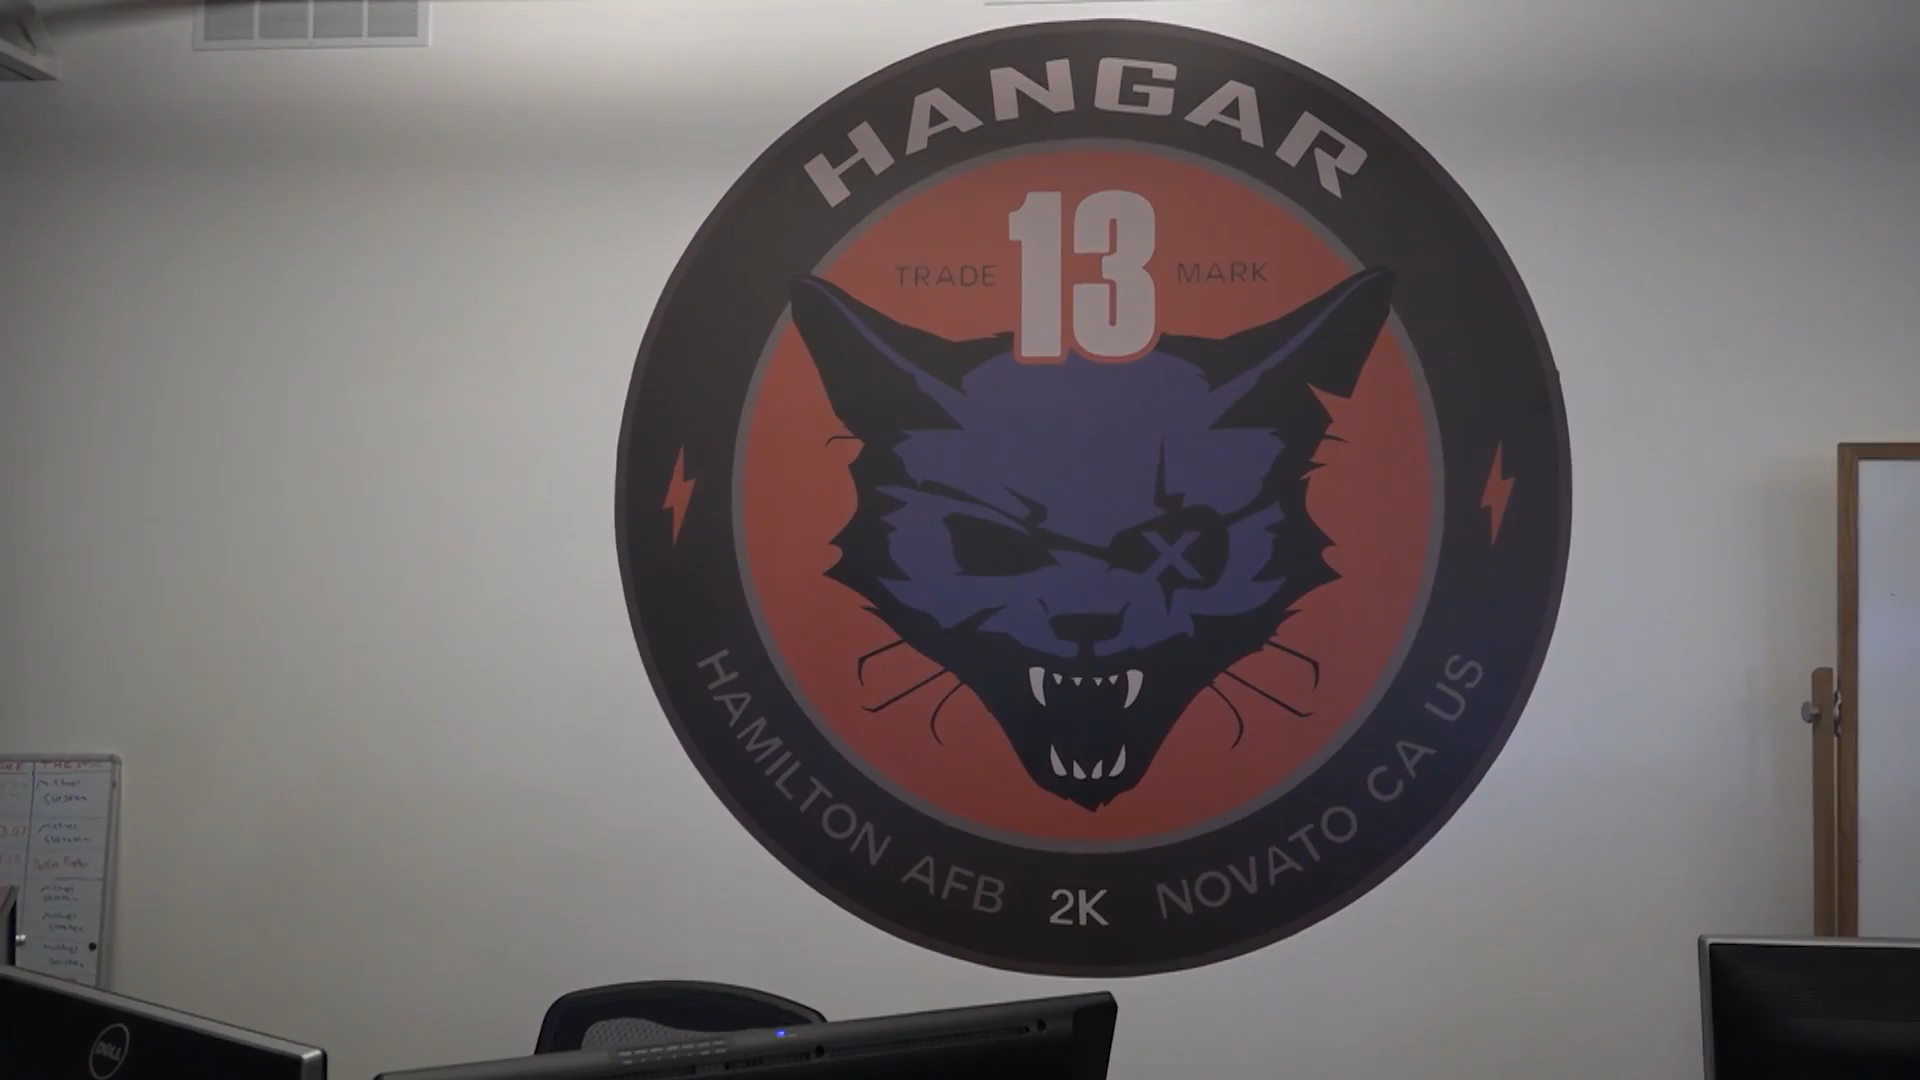 HANGAR
13
TRADE MARK
X
HAMILTON AFB 2K NOVATO CA US
DELL